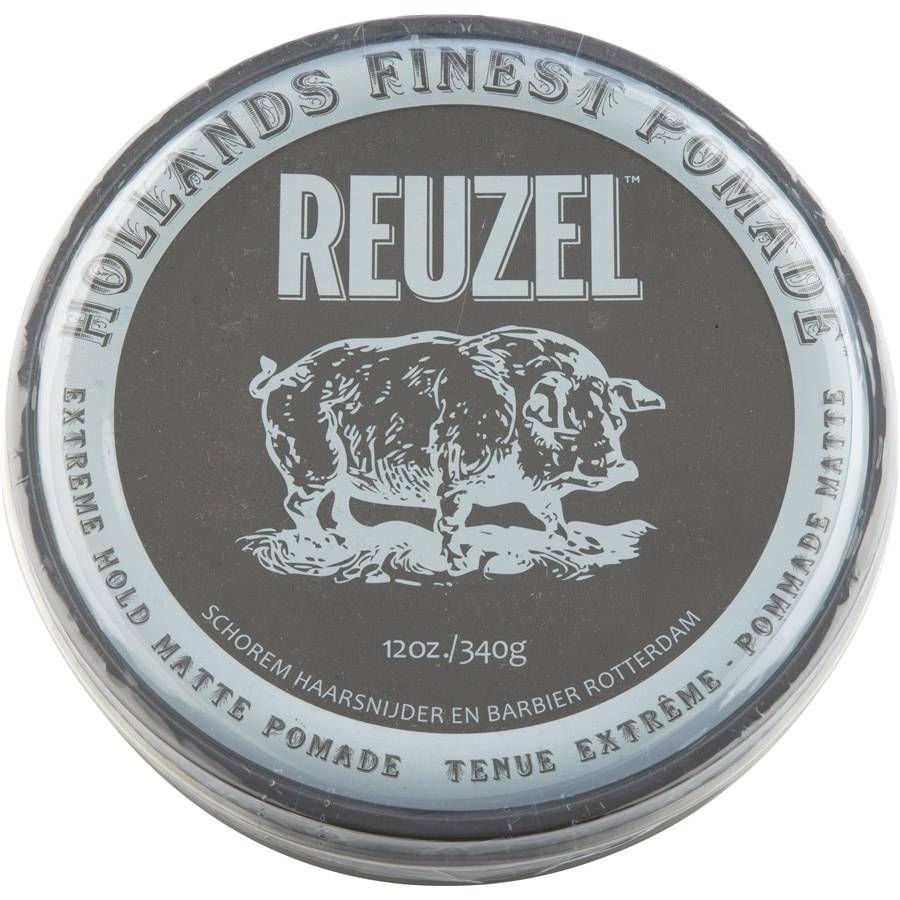 HOLLANDS FINEST POMADE
REUZEL™
12oz./340g
SCHOREM HAARSNIJDER EN BARBIER ROTTERDAM
EXTREME HOLD MATTE POMADE
TENUE EXTRÊME - POMMADE MATTE